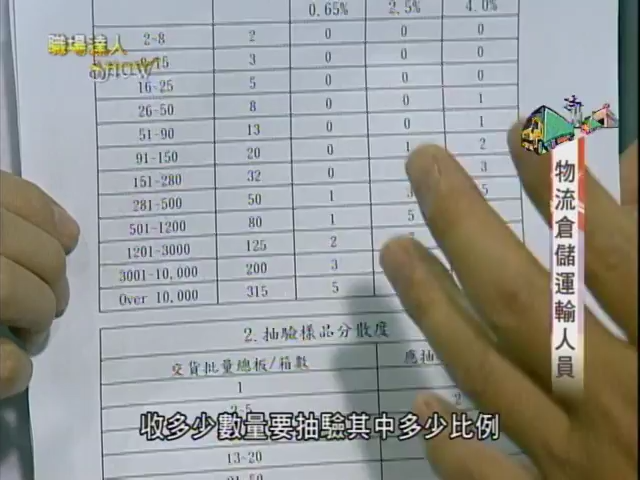 職場達人
SHOW
0.65% 2.5% 4.0%
2-8 2 0 0 0
15 3 0 0 0
16-25 5 0 0 0
26-50 8 0 0 1
51-90 13 0 0 1
91-150 20 0 1 2
151-280 32 0 3
281-500 50 1 3 5
501-1200 80 1 5
1201-3000 125 2
3001-10,000 200 3
Over 10,000 315 5
2.抽驗樣品分散度
交貨批量總板/箱數 應抽
1
2-5 2
13-20
物流倉儲運輸人員
收多少數量要抽驗其中多少比例